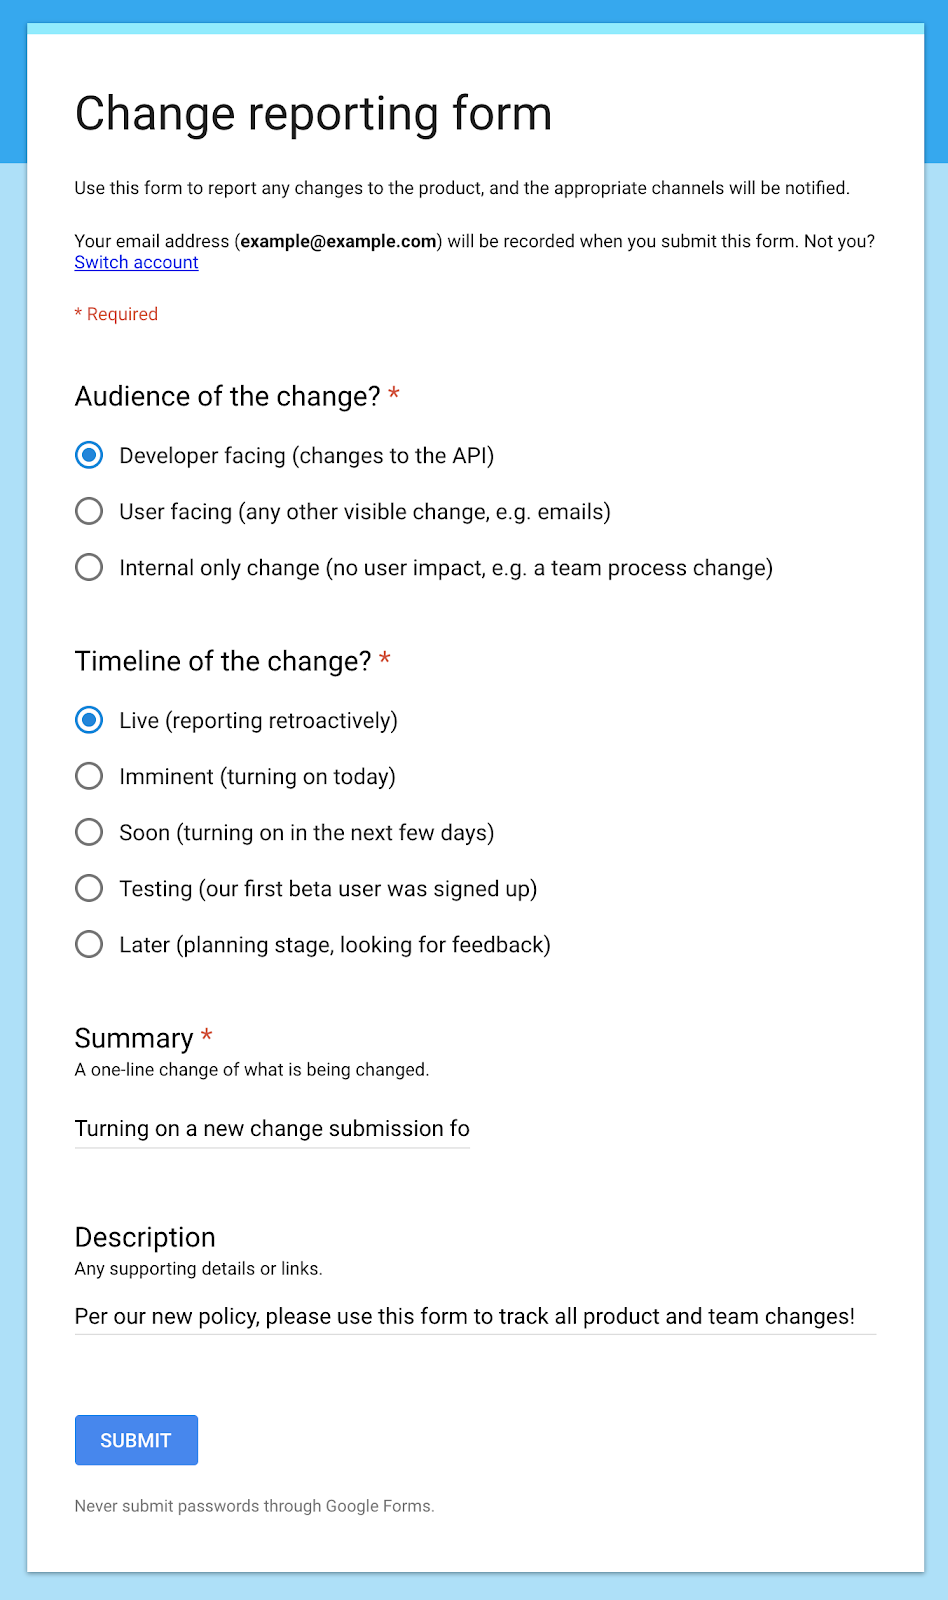 Change reporting form
Use this form to report any changes to the product, and the appropriate channels will be notified.
Your email address (example@example.com) will be recorded when you submit this form. Not you?
Switch account
* Required
Audience of the change? *
Developer facing (changes to the API)
User facing (any other visible change, e.g. emails)
Internal only change (no user impact, e.g. a team process change)
Timeline of the change? *
Live (reporting retroactively)
Imminent (turning on today)
Soon (turning on in the next few days)
Testing (our first beta user was signed up)
Later (planning stage, looking for feedback)
Summary *
A one-line change of what is being changed.
Turning on a new change submission fo
Description
Any supporting details or links.
Per our new policy, please use this form to track all product and team changes!
SUBMIT
Never submit passwords through Google Forms.